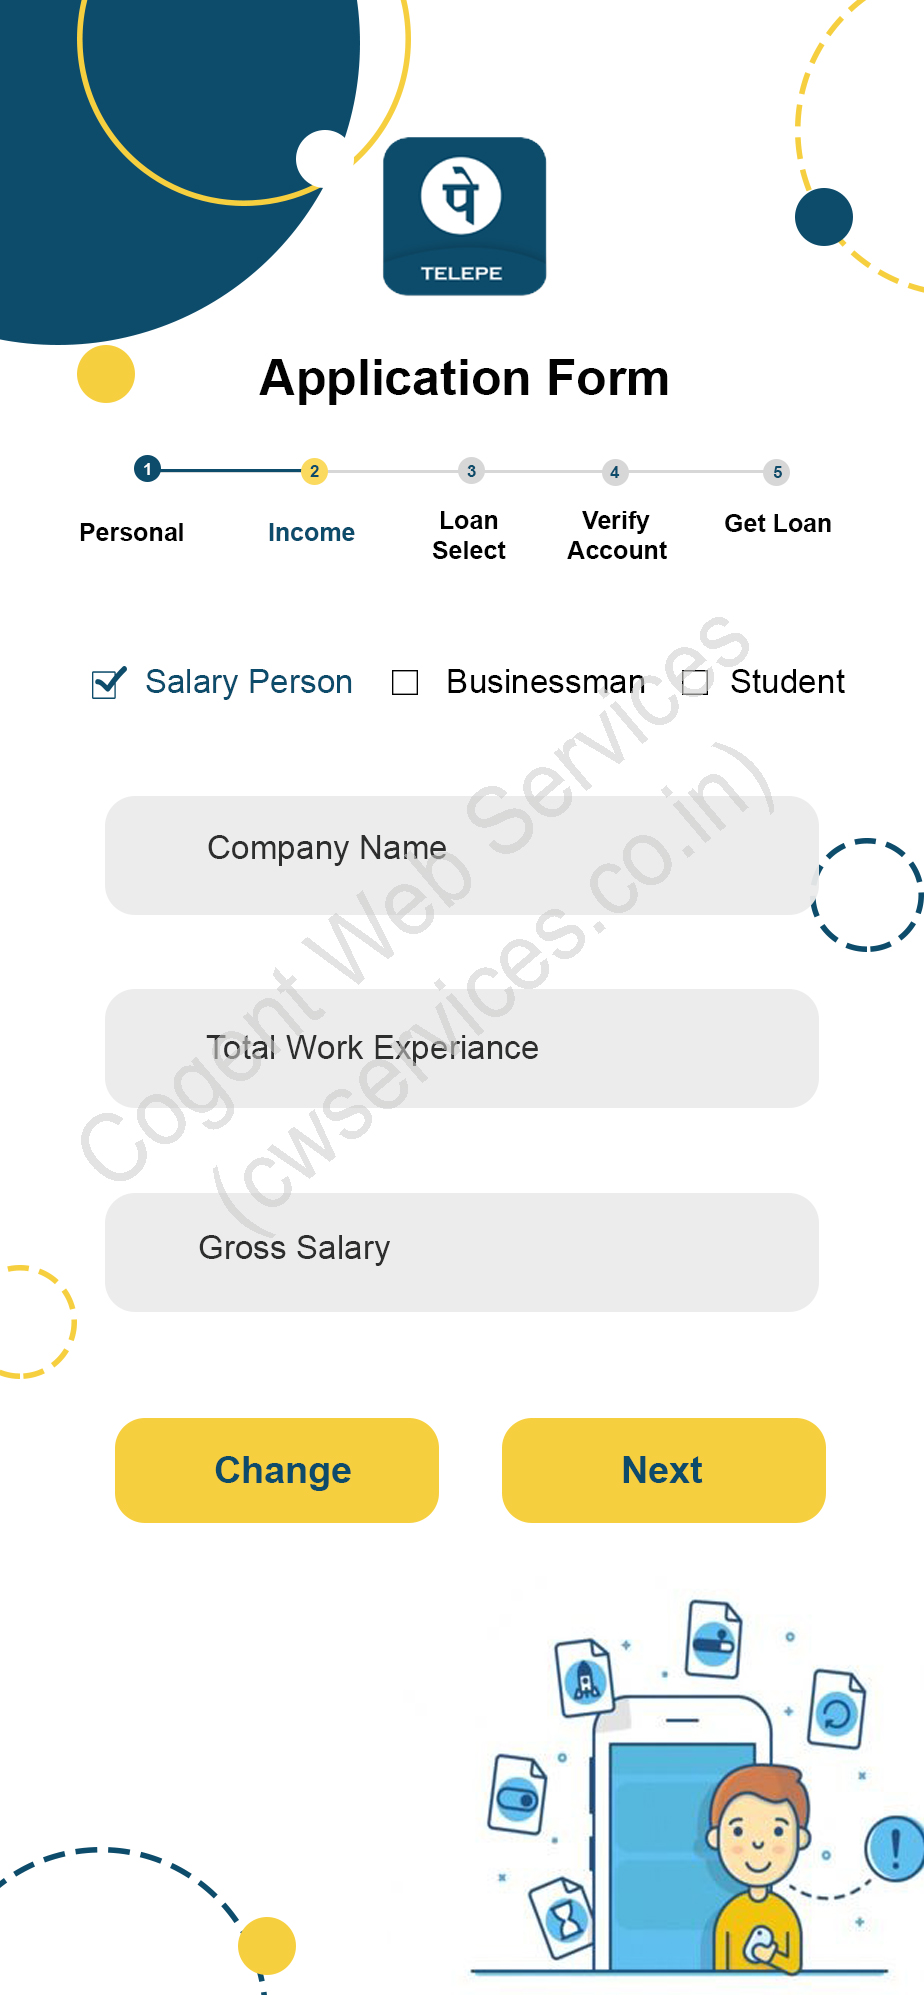 पे
TELEPE
Application Form
1 2 3 4 5
Personal Income Loan Select Verify Account Get Loan
Salary Person Businessman Student
Company Name
Total Work Experiance
Gross Salary
Change Next
Cogent Web Services
(cwservices.co.in)